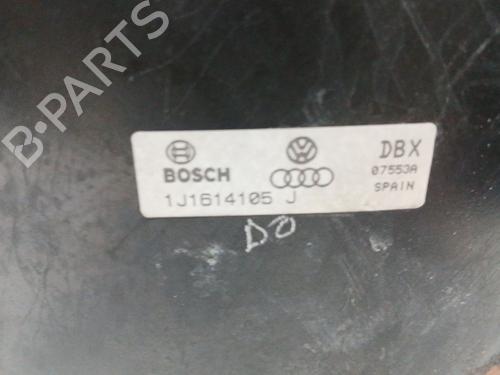 B-PARTS
BOSCH
DBX
07553A
SPAIN
1J1614105 J
DO